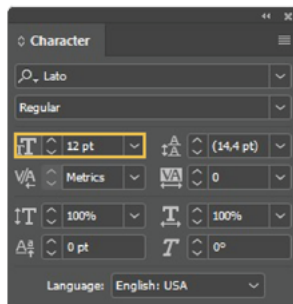 Character
Lato
Regular
12 pt (14,4 pt)
Metrics 0
100% 100%
0 pt 0°
Language: English: USA